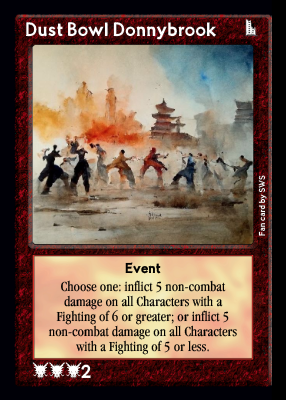 Dust Bowl Donnybrook
Fan card by SWS
Event
Choose one: inflict 5 non-combat
damage on all Characters with a
Fighting of 6 or greater; or inflict 5
non-combat damage on all Characters
with a Fighting of 5 or less.
2